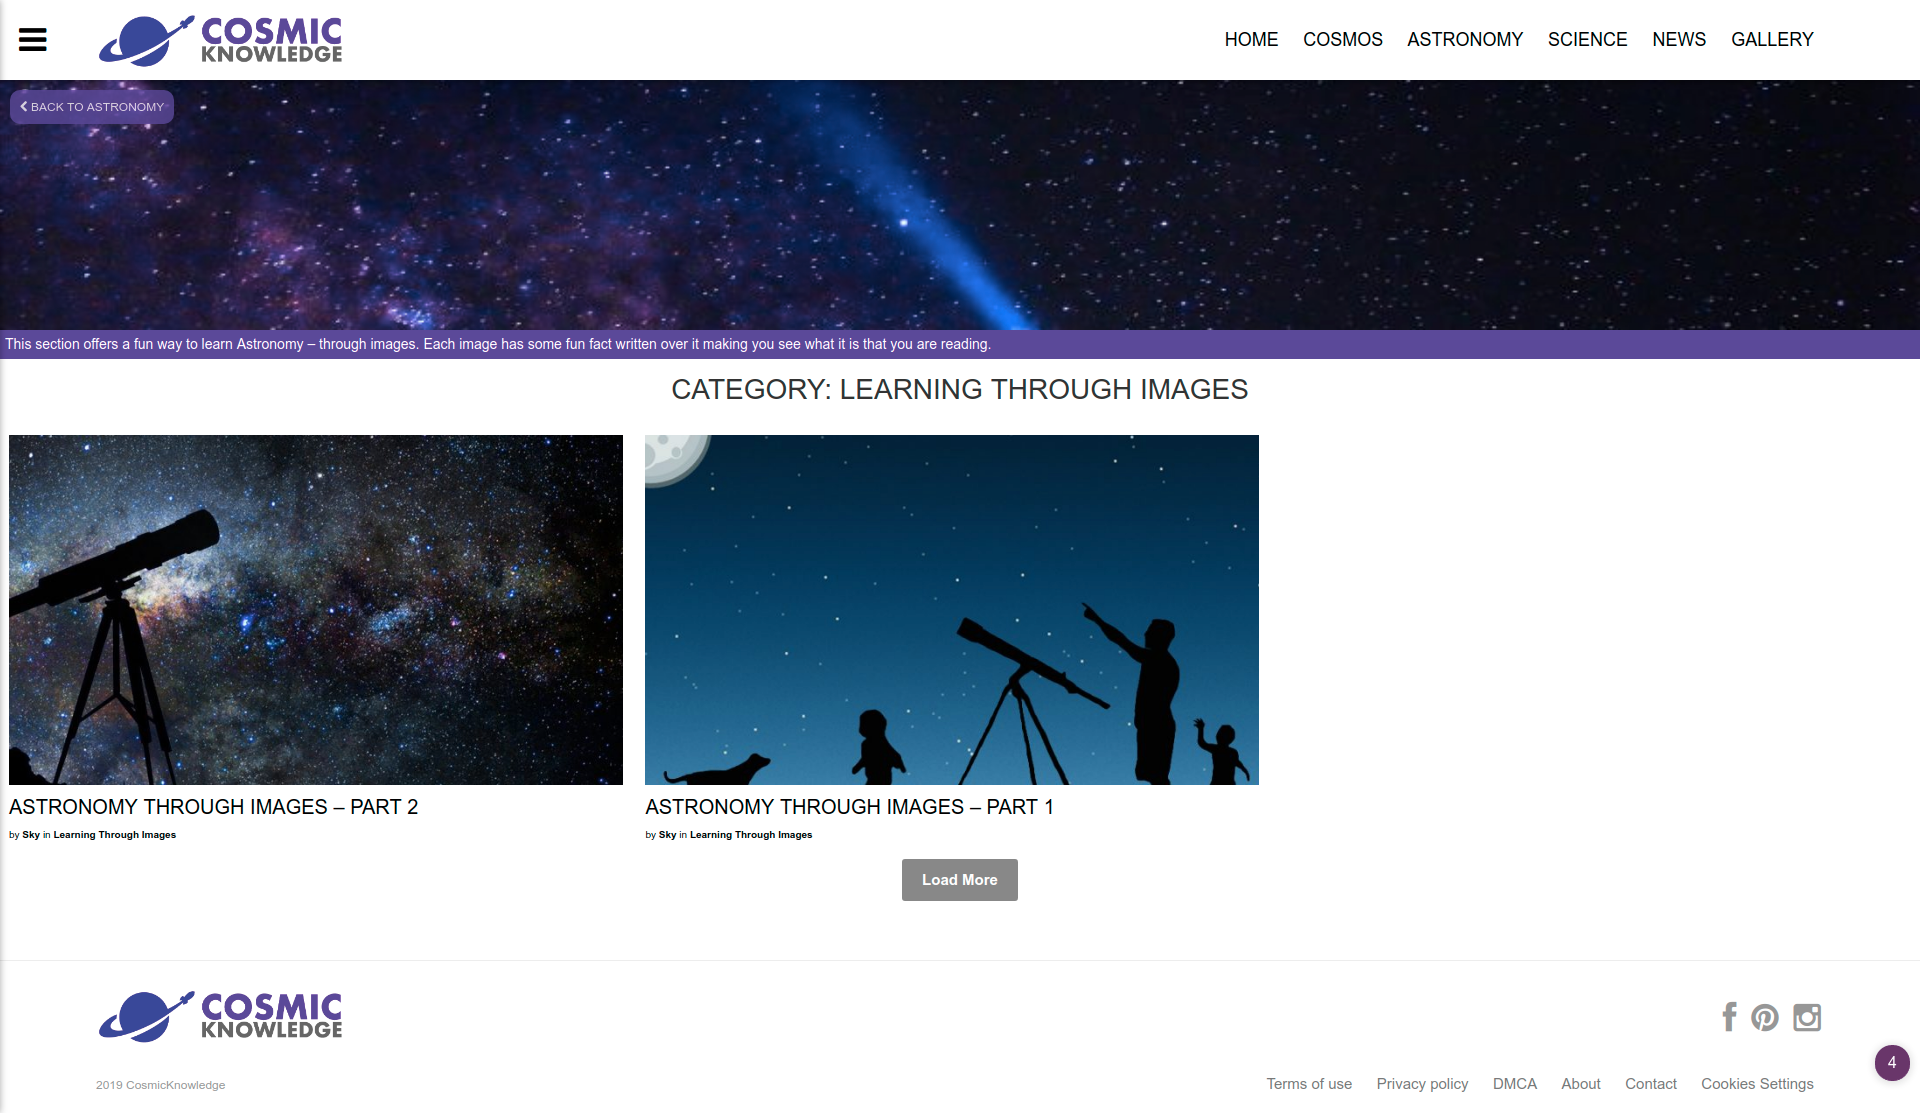 COSMIC
KNOWLEDGE
HOME COSMOS ASTRONOMY SCIENCE NEWS GALLERY
BACK TO ASTRONOMY
This section offers a fun way to learn Astronomy – through images. Each image has some fun fact written over it making you see what it is that you are reading.
CATEGORY: LEARNING THROUGH IMAGES
ASTRONOMY THROUGH IMAGES – PART 2
by Sky in Learning Through Images
ASTRONOMY THROUGH IMAGES – PART 1
by Sky in Learning Through Images
Load More
COSMIC
KNOWLEDGE
4
2019 CosmicKnowledge
Terms of use Privacy policy DMCA About Contact Cookies Settings